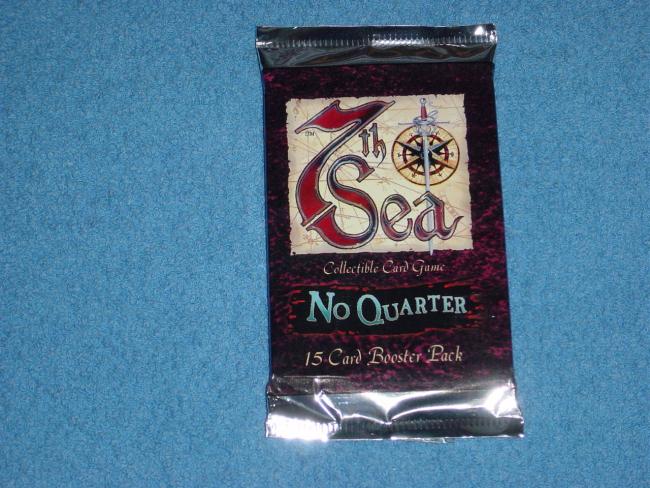 7th
Sea
Collectible Card Game
No Quarter
15 Card Booster Pack